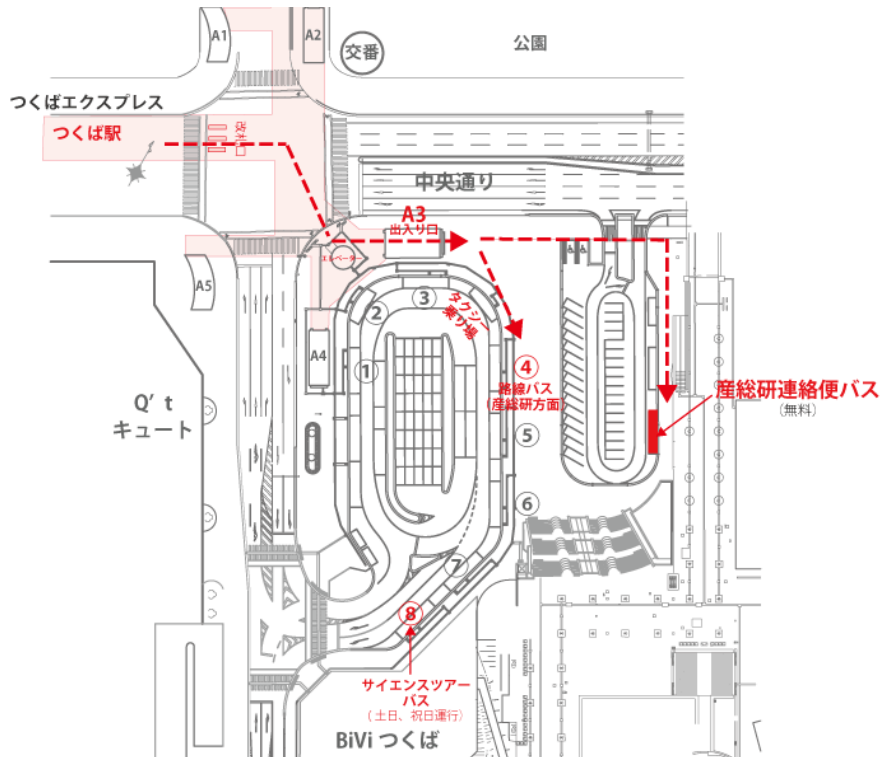 A1
A2
交番
公園
つくばエクスプレス
つくば駅
改札口
中央通り
A3
出入り口
エレベーター
A5
A4
タクシー
乗り場
①
②
③
④
路線バス
(産総研方面)
⑤
⑥
⑦
⑧
Q't
キュート
産総研連絡便バス
(無料)
サイエンスツアー
バス
(土日、祝日運行)
BiVi つくば